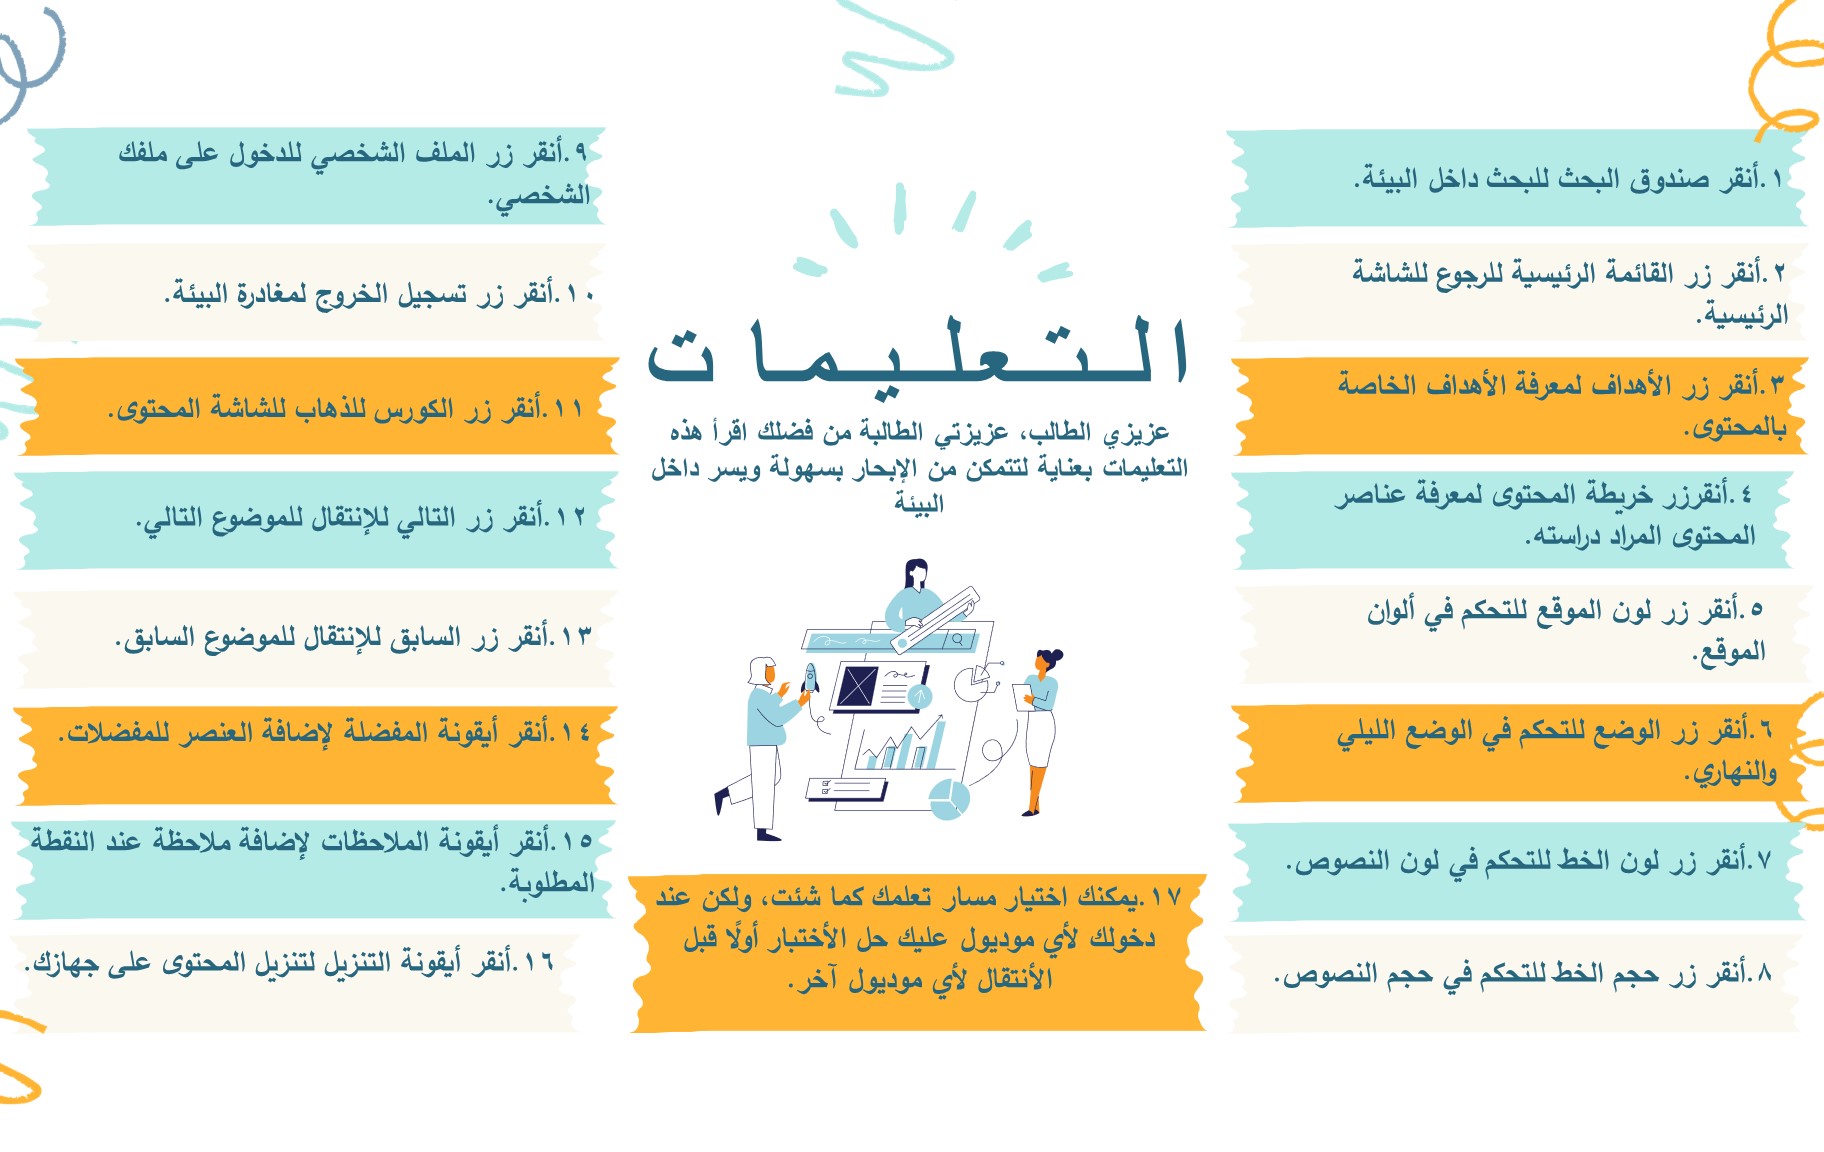 التعليمات
عزيزي الطالب، عزيزتي الطالبة من فضلك اقرأ هذه
التعليمات بعناية لتتمكن من الإبحار بسهولة ويسر داخل
البيئة
١.أنقر صندوق البحث للبحث داخل البيئة.
٢.أنقر زر القائمة الرئيسية للرجوع للشاشة
الرئيسية.
٣.أنقر زر الأهداف لمعرفة الأهداف الخاصة
بالمحتوى.
٤.أنقرزر خريطة المحتوى لمعرفة عناصر
المحتوى المراد دراسته.
٥.أنقر زر لون الموقع للتحكم في ألوان
الموقع.
٦.أنقر زر الوضع للتحكم في الوضع الليلي
والنهاري.
٧.أنقر زر لون الخط للتحكم في لون النصوص.
٨.أنقر زر حجم الخط للتحكم في حجم النصوص.
٩.أنقر زر الملف الشخصي للدخول على ملفك
الشخصي.
١٠.أنقر زر تسجيل الخروج لمغادرة البيئة.
١١.أنقر زر الكورس للذهاب للشاشة المحتوى.
١٢.أنقر زر التالي للإنتقال للموضوع التالي.
١٣.أنقر زر السابق للإنتقال للموضوع السابق.
١٤.أنقر أيقونة المفضلة لإضافة العنصر للمفضلات.
١٥.أنقر أيقونة الملاحظات لإضافة ملاحظة عند النقطة
المطلوبة.
١٦.أنقر أيقونة التنزيل لتنزيل المحتوى على جهازك.
١٧.يمكنك اختيار مسار تعلمك كما شئت، ولكن عند
دخولك لأي موديول عليك حل الأختبار أولًا قبل
الأنتقال لأي موديول آخر.